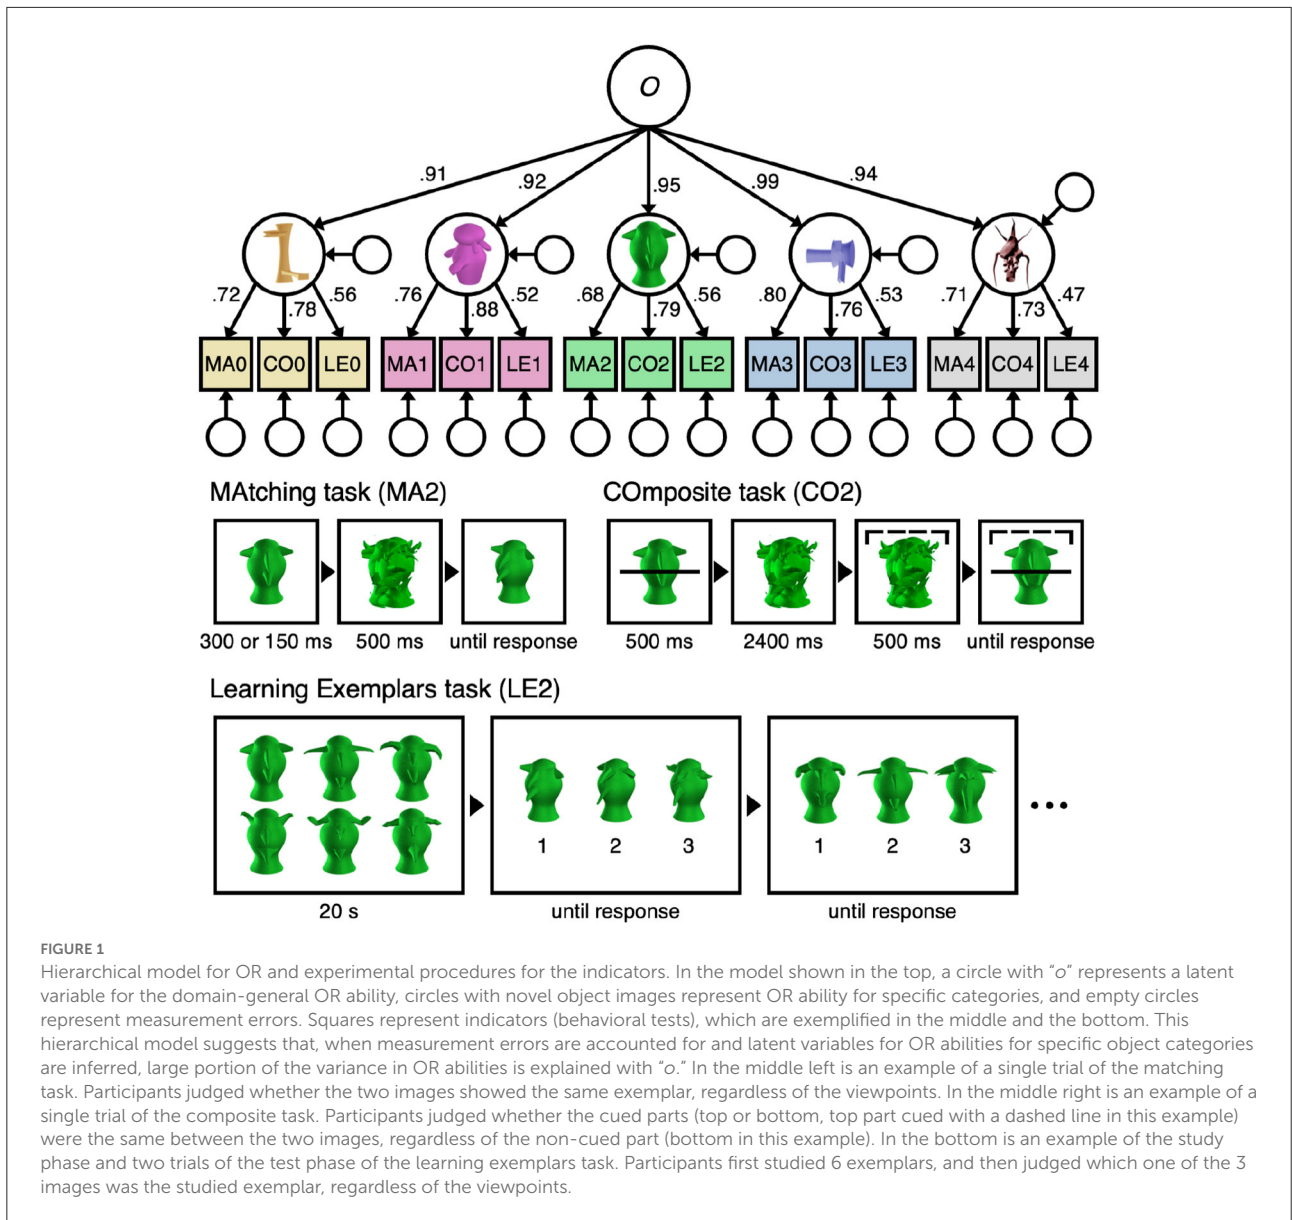 o
.91
.92
.95
.99
.94
.72
.78
.56
.76
.88
.52
.68
.79
.56
.80
.76
.53
.71
.73
.47
MA0 CO0 LE0 MA1 CO1 LE1 MA2 CO2 LE2 MA3 CO3 LE3 MA4 CO4 LE4
MAtching task (MA2)
300 or 150 ms 500 ms until response
COmposite task (CO2)
500 ms 2400 ms 500 ms until response
Learning Exemplars task (LE2)
1 2 3
1 2 3
20 s until response until response
FIGURE 1
Hierarchical model for OR and experimental procedures for the indicators. In the model shown in the top, a circle with “o” represents a latent
variable for the domain-general OR ability, circles with novel object images represent OR ability for specific categories, and empty circles
represent measurement errors. Squares represent indicators (behavioral tests), which are exemplified in the middle and the bottom. This
hierarchical model suggests that, when measurement errors are accounted for and latent variables for OR abilities for specific object categories
are inferred, large portion of the variance in OR abilities is explained with “o.” In the middle left is an example of a single trial of the matching
task. Participants judged whether the two images showed the same exemplar, regardless of the viewpoints. In the middle right is an example of a
single trial of the composite task. Participants judged whether the cued parts (top or bottom, top part cued with a dashed line in this example)
were the same between the two images, regardless of the non-cued part (bottom in this example). In the bottom is an example of the study
phase and two trials of the test phase of the learning exemplars task. Participants first studied 6 exemplars, and then judged which one of the 3
images was the studied exemplar, regardless of the viewpoints.